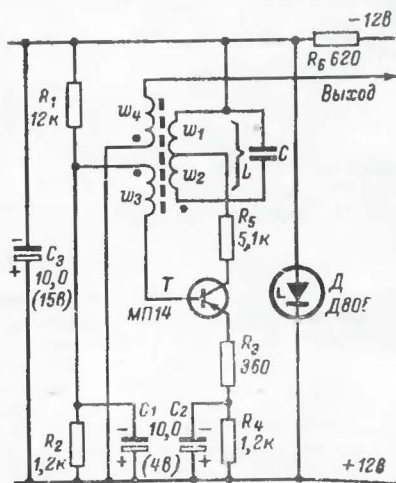 −12В
R₆ 620
Выход
R₁
12к
w₄
w₁
w₂
w₃
L
C
R₅
5,1к
C₃
10,0
(15В)
T
МП14
Д
R₃
360
C₁
C₂
10,0
(4В)
R₂
1,2к
R₄
1,2к
+12В